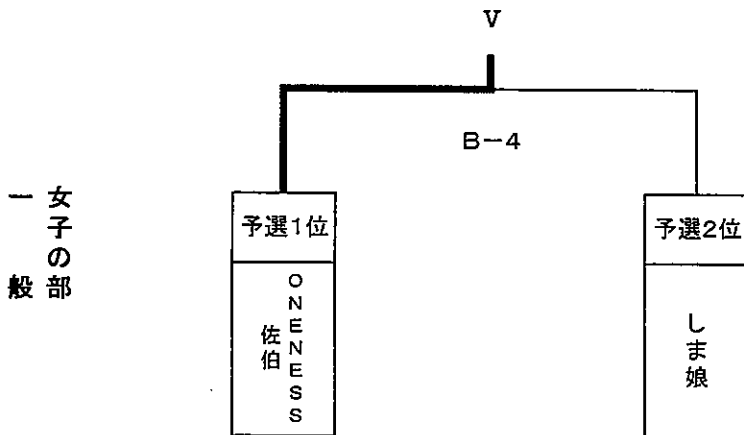 V
B-4
女子の部
一般
予選1位
ONENESS
佐伯
予選2位
しま娘